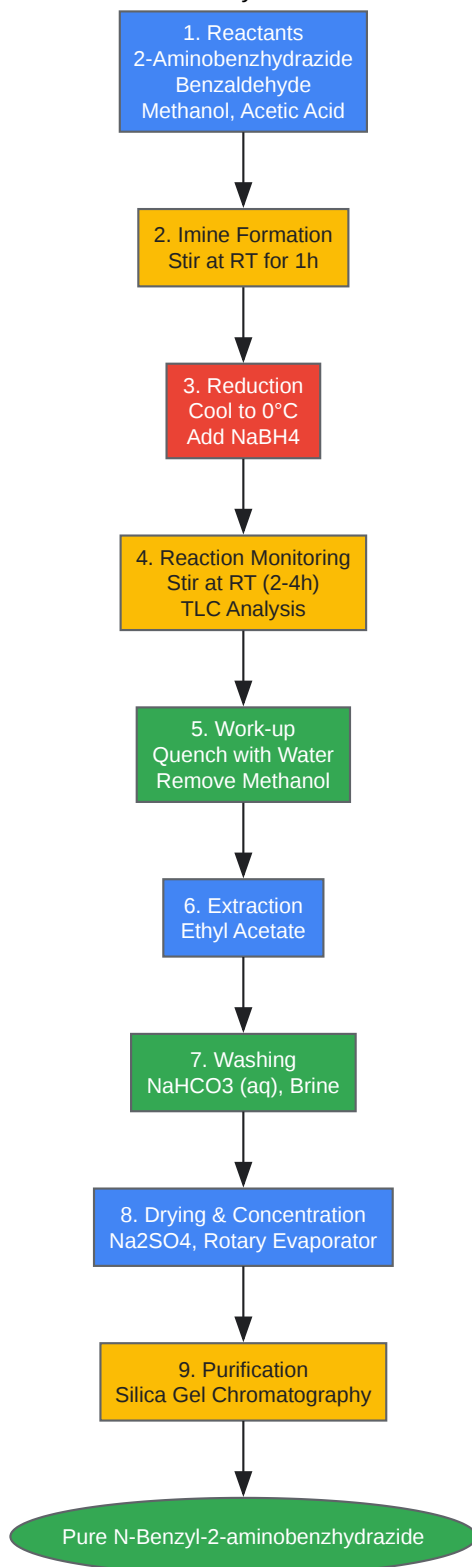 1. Reactants
2-Aminobenzhydrazide
Benzaldehyde
Methanol, Acetic Acid
2. Imine Formation
Stir at RT for 1h
3. Reduction
Cool to 0°C
Add NaBH4
4. Reaction Monitoring
Stir at RT (2-4h)
TLC Analysis
5. Work-up
Quench with Water
Remove Methanol
6. Extraction
Ethyl Acetate
7. Washing
NaHCO3 (aq), Brine
8. Drying & Concentration
Na2SO4, Rotary Evaporator
9. Purification
Silica Gel Chromatography
Pure N-Benzyl-2-aminobenzhydrazide